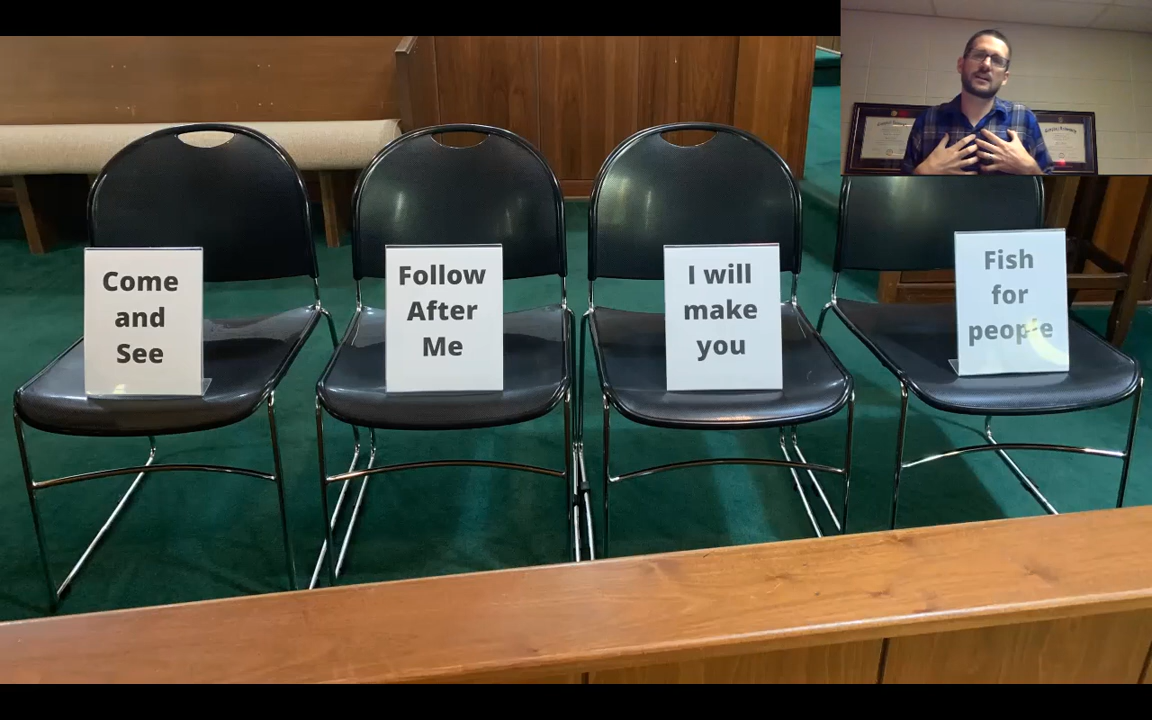 Come
and
See
Follow
After
Me
I will
make
you
Fish
for
people